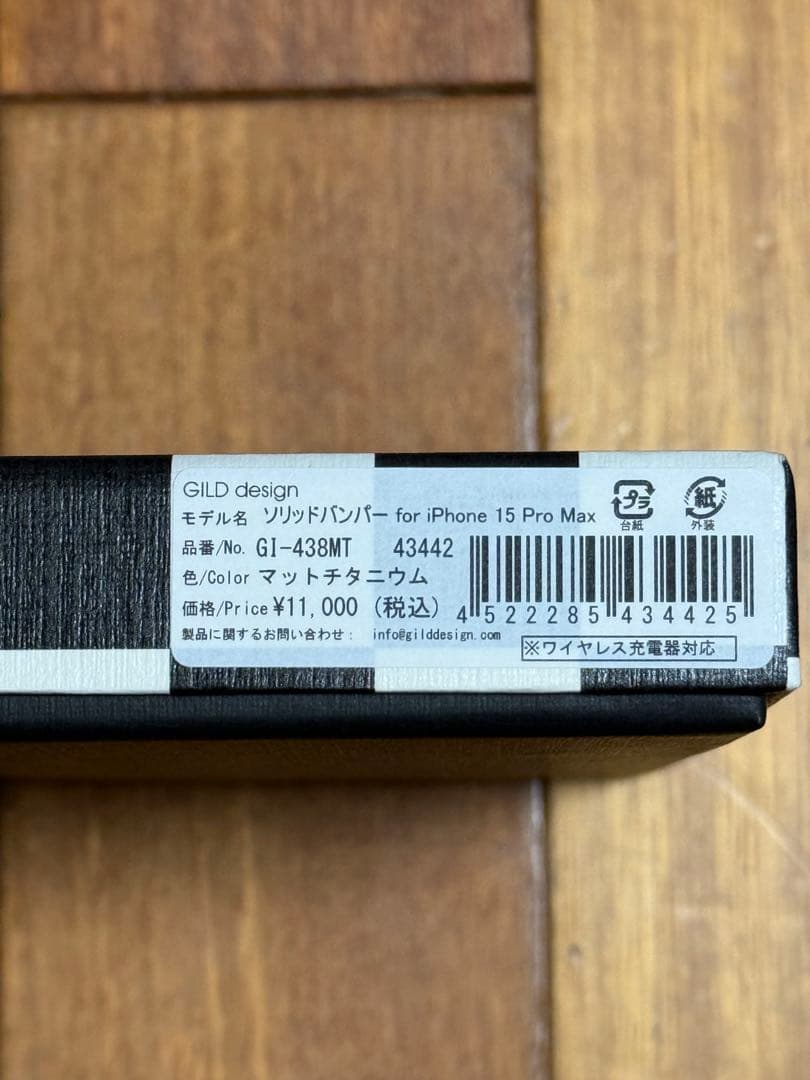 GILD design
モデル名 ソリッドバンパー for iPhone 15 Pro Max
プラ 台紙
紙 外装
品番/No. GI-438MT 43442
色/Color マットチタニウム
価格/Price ¥11,000 (税込)
4 522285 434425
製品に関するお問い合わせ: info@gilddesign.com
※ワイヤレス充電器対応